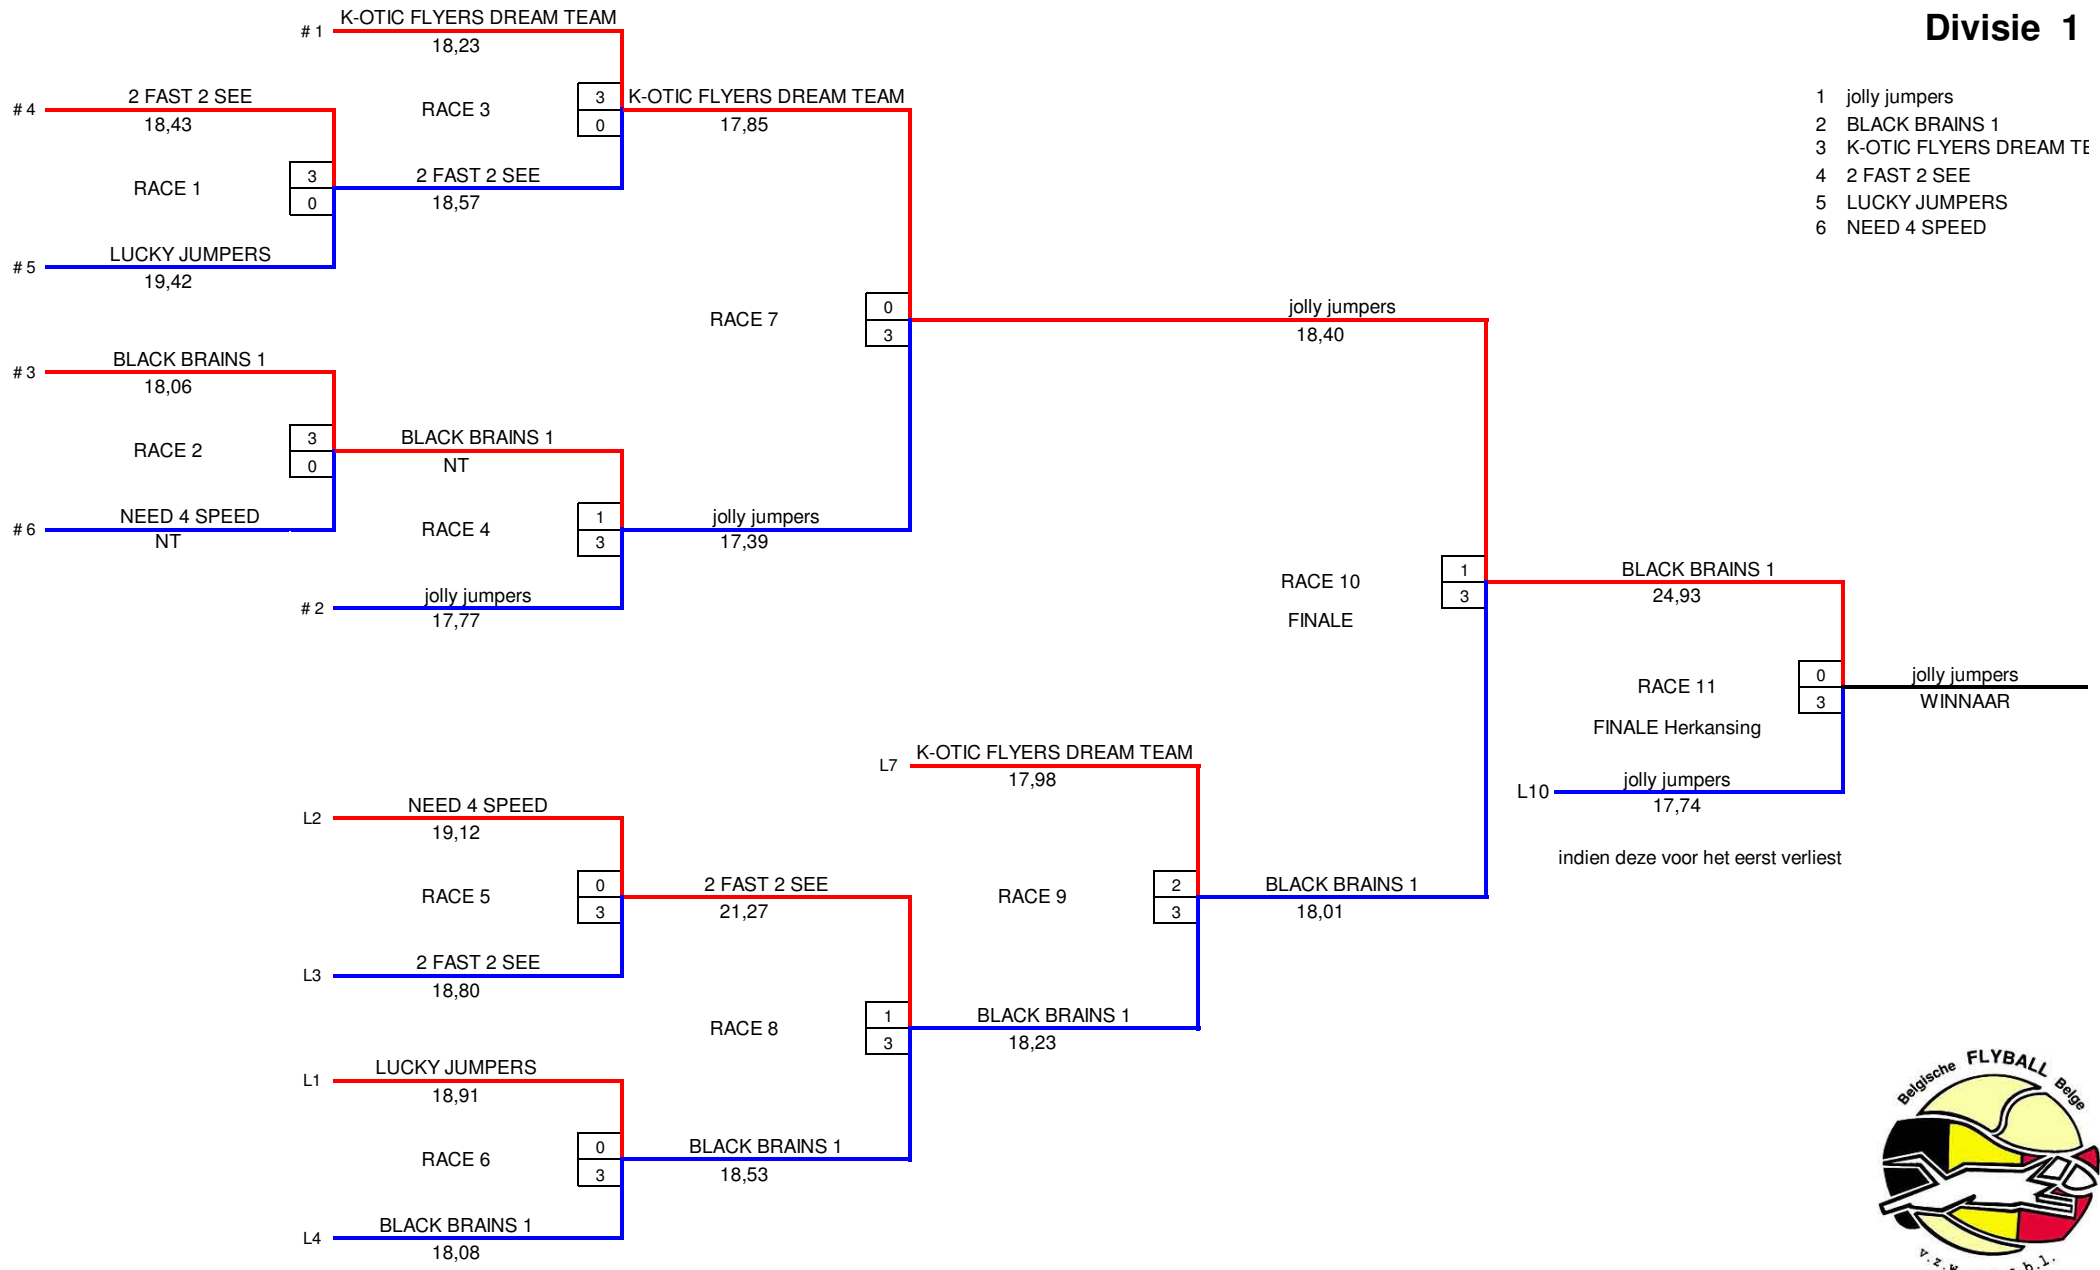 Divisie 1
# 1 K-OTIC FLYERS DREAM TEAM
18,23
# 4 2 FAST 2 SEE
18,43
RACE 3
3
0
K-OTIC FLYERS DREAM TEAM
17,85
RACE 1
3
0
2 FAST 2 SEE
18,57
# 5 LUCKY JUMPERS
19,42
1 jolly jumpers
2 BLACK BRAINS 1
3 K-OTIC FLYERS DREAM TE
4 2 FAST 2 SEE
5 LUCKY JUMPERS
6 NEED 4 SPEED
RACE 7
0
3
jolly jumpers
18,40
# 3 BLACK BRAINS 1
18,06
RACE 2
3
0
BLACK BRAINS 1
NT
# 6 NEED 4 SPEED
NT
RACE 4
1
3
jolly jumpers
17,39
# 2 jolly jumpers
17,77
RACE 10
FINALE
1
3
BLACK BRAINS 1
24,93
RACE 11
FINALE Herkansing
0
3
jolly jumpers
WINNAAR
L10 jolly jumpers
17,74
indien deze voor het eerst verliest
L7 K-OTIC FLYERS DREAM TEAM
17,98
L2 NEED 4 SPEED
19,12
RACE 5
0
3
2 FAST 2 SEE
21,27
RACE 9
2
3
BLACK BRAINS 1
18,01
L3 2 FAST 2 SEE
18,80
RACE 8
1
3
BLACK BRAINS 1
18,23
L1 LUCKY JUMPERS
18,91
RACE 6
0
3
BLACK BRAINS 1
18,53
L4 BLACK BRAINS 1
18,08
Belgische FLYBALL Belge
v.z.w.